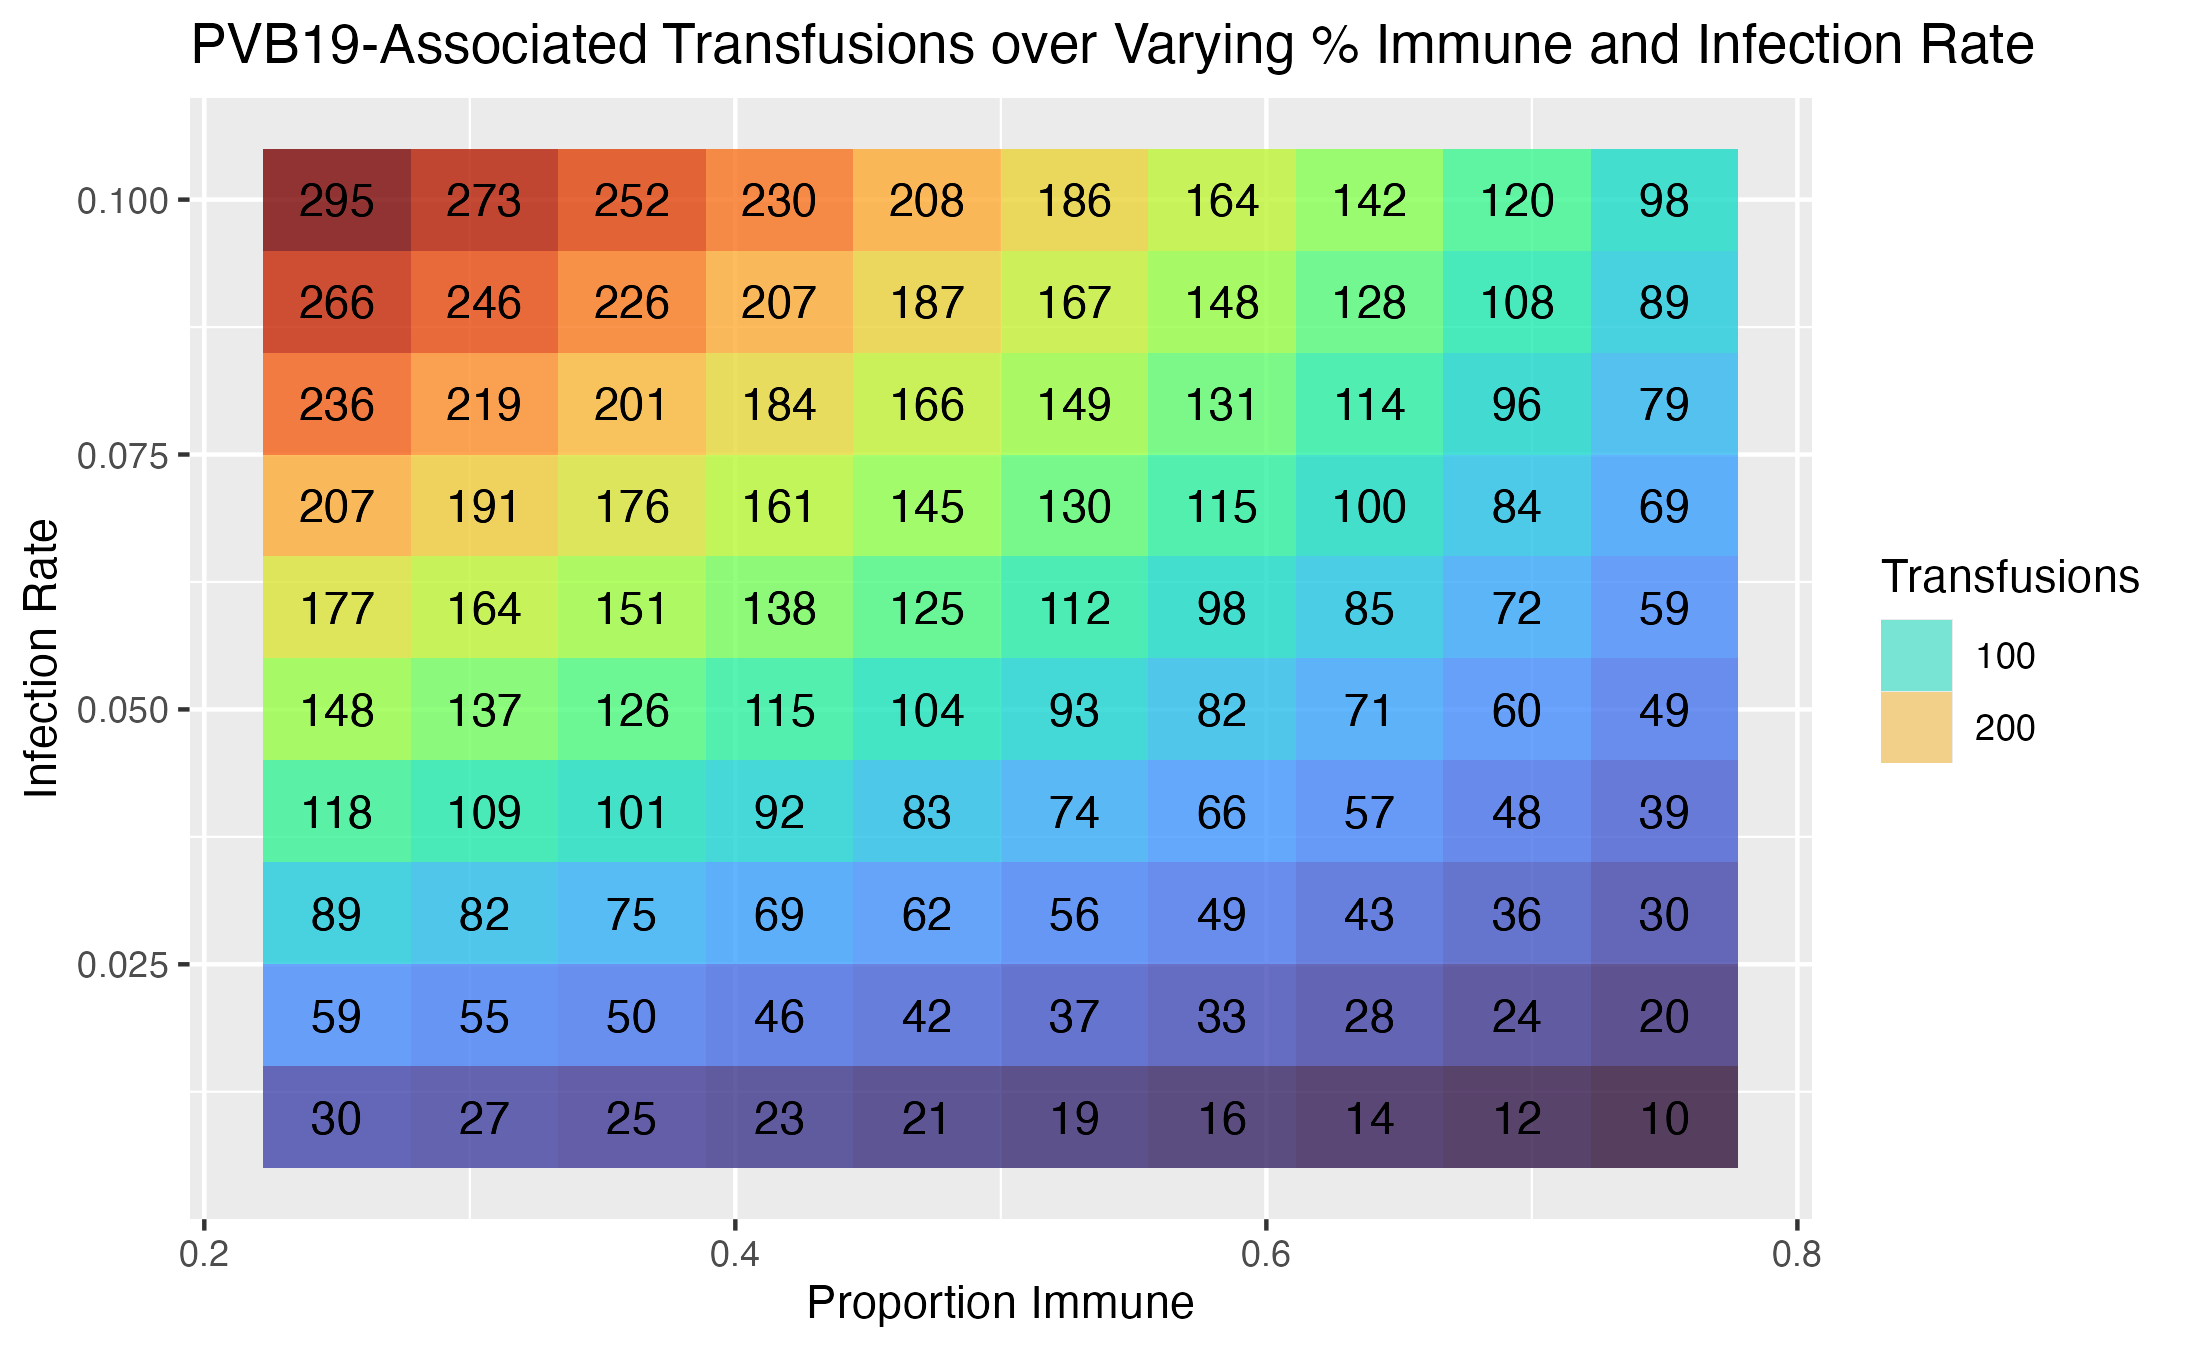 PVB19-Associated Transfusions over Varying % Immune and Infection Rate
0.100
295 273 252 230 208 186 164 142 120 98
266 246 226 207 187 167 148 128 108 89
236 219 201 184 166 149 131 114 96 79
0.075
207 191 176 161 145 130 115 100 84 69
177 164 151 138 125 112 98 85 72 59
0.050
148 137 126 115 104 93 82 71 60 49
118 109 101 92 83 74 66 57 48 39
89 82 75 69 62 56 49 43 36 30
0.025
59 55 50 46 42 37 33 28 24 20
30 27 25 23 21 19 16 14 12 10
0.2 0.4 0.6 0.8
Proportion Immune
Infection Rate
Transfusions
100
200